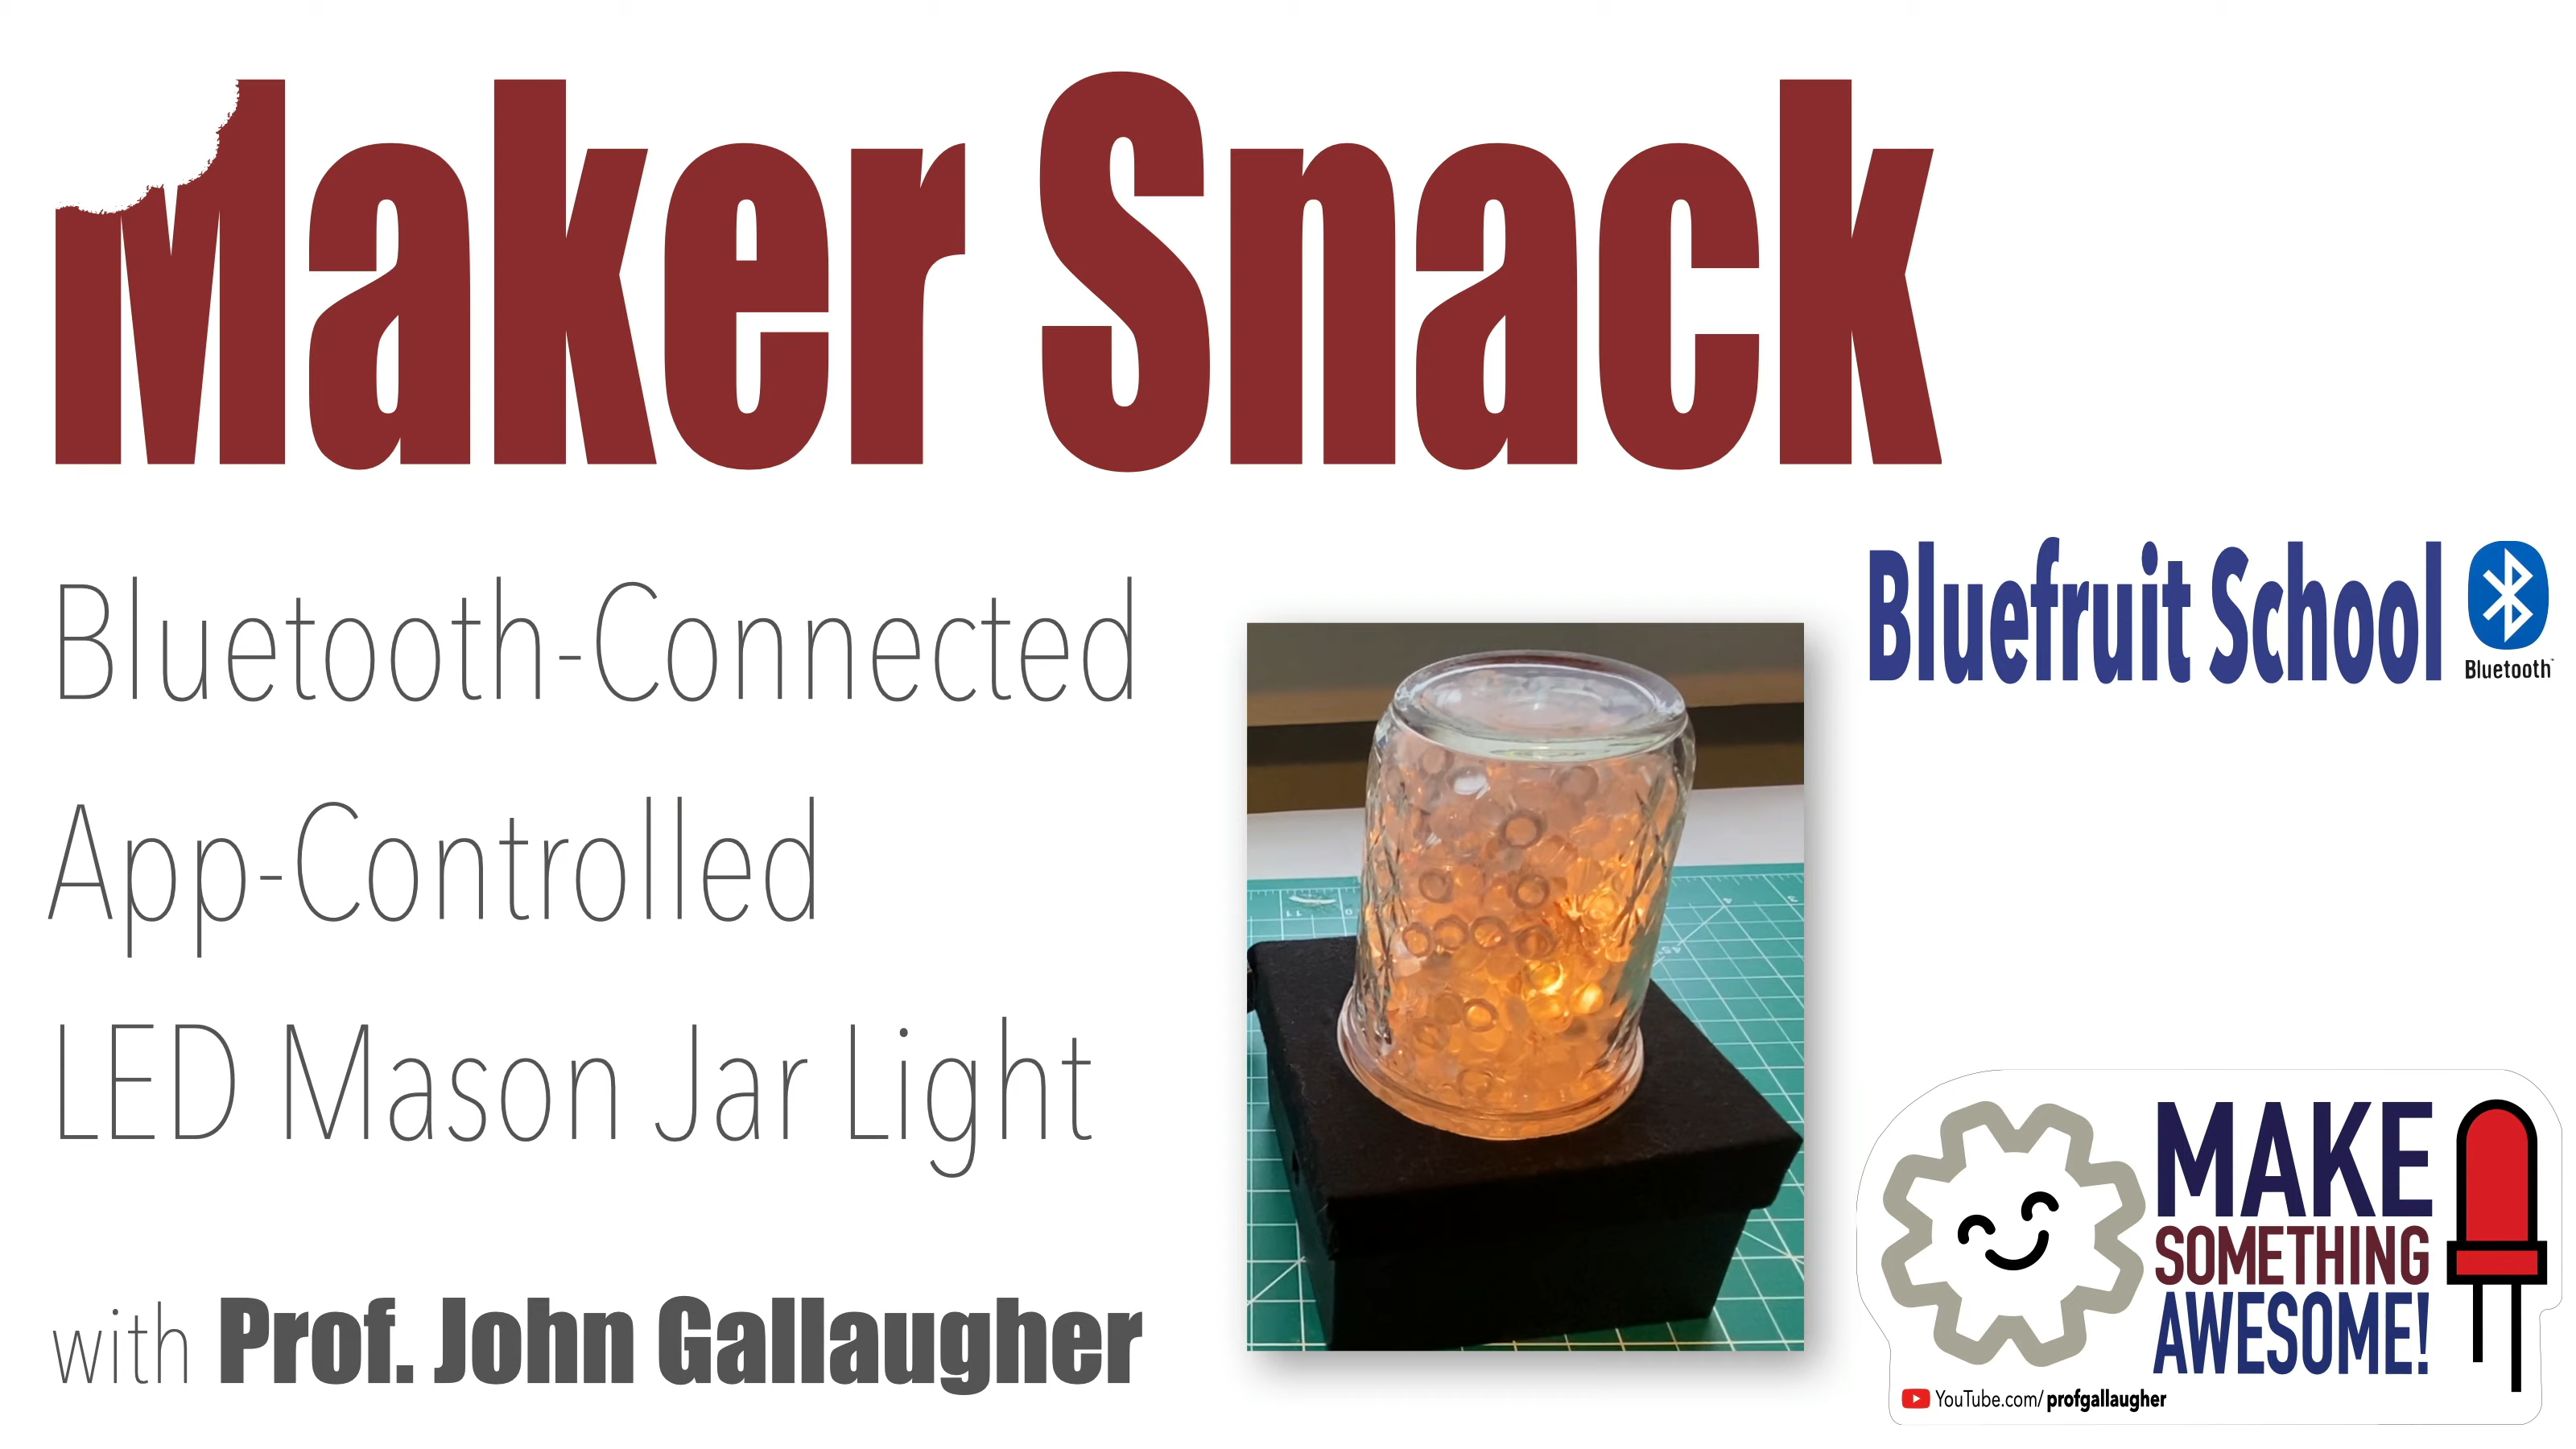 Maker Snack
Bluetooth-Connected
App-Controlled
LED Mason Jar Light
with Prof. John Gallaugher
Bluefruit School
Bluetooth
MAKE
SOMETHING
AWESOME!
YouTube.com/profgallaugher